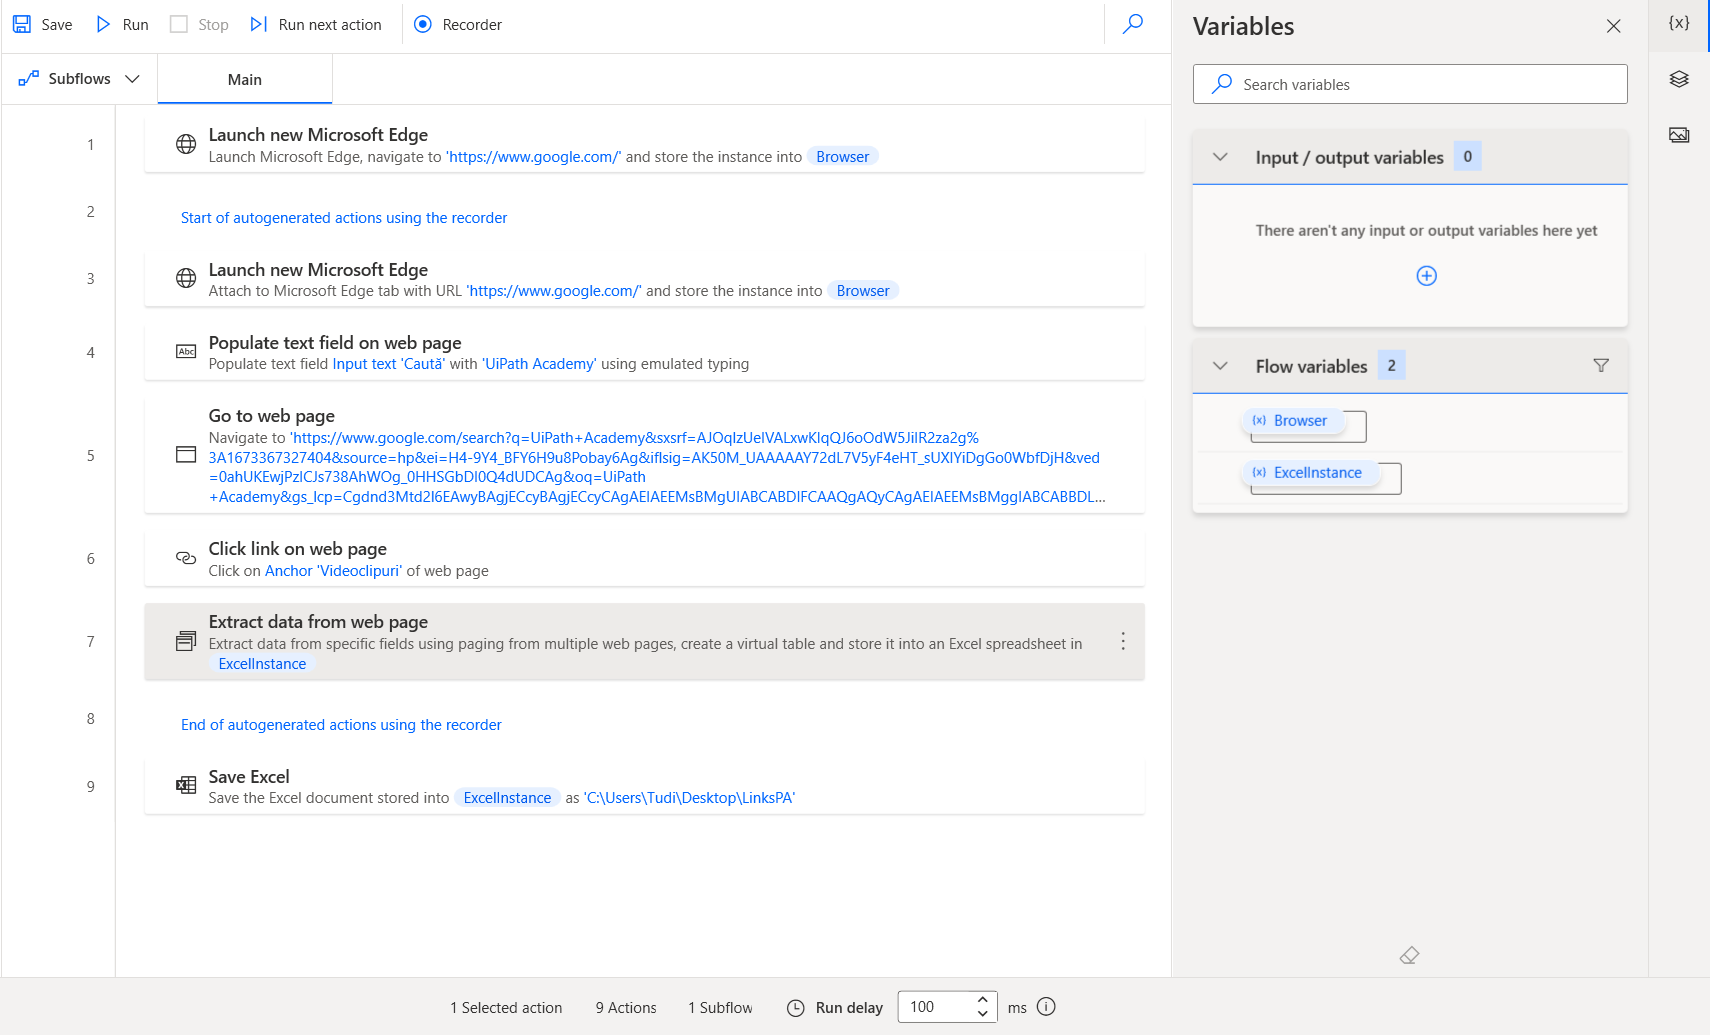 Save Run Stop Run next action Recorder
Subflows Main
1 Launch new Microsoft Edge
Launch Microsoft Edge, navigate to 'https://www.google.com/' and store the instance into Browser
2 Start of autogenerated actions using the recorder
3 Launch new Microsoft Edge
Attach to Microsoft Edge tab with URL 'https://www.google.com/' and store the instance into Browser
4 Populate text field on web page
Abc Populate text field Input text 'Caută' with 'UiPath Academy' using emulated typing
5 Go to web page
Navigate to 'https://www.google.com/search?q=UiPath+Academy&sxsrf=AJOqIzUelVALxwKlqQJ6oOdW5JilR2za2g%
3A1673367327404&source=hp&ei=H4-9Y4_BFY6H9u8Pobay6Ag&iflsig=AK50M_UAAAAAY72dL7V5yF4eHT_sUXlYiDgGo0WbfDjH&ved
=0ahUKEwjPzlCJs738AhWOg_0HHSGbDl0Q4dUDCAg&oq=UiPath
+Academy&gs_lcp=Cgdnd3Mtd2l6EAwyBAgjECcyBAgjECcyCAgAEIAEEMsBMgUIABCABDIFCAAQgAQyCAgAEIAEEMsBMggIABCABBDL...
6 Click link on web page
Click on Anchor 'Videoclipuri' of web page
7 Extract data from web page
Extract data from specific fields using paging from multiple web pages, create a virtual table and store it into an Excel spreadsheet in
ExcelInstance
8 End of autogenerated actions using the recorder
9 Save Excel
Save the Excel document stored into ExcelInstance as 'C:\Users\Tudi\Desktop\LinksPA'
Variables
{x}
Search variables
Input / output variables 0
There aren't any input or output variables here yet
Flow variables 2
(x) Browser
(x) ExcelInstance
1 Selected action 9 Actions 1 Subflow Run delay 100 ms